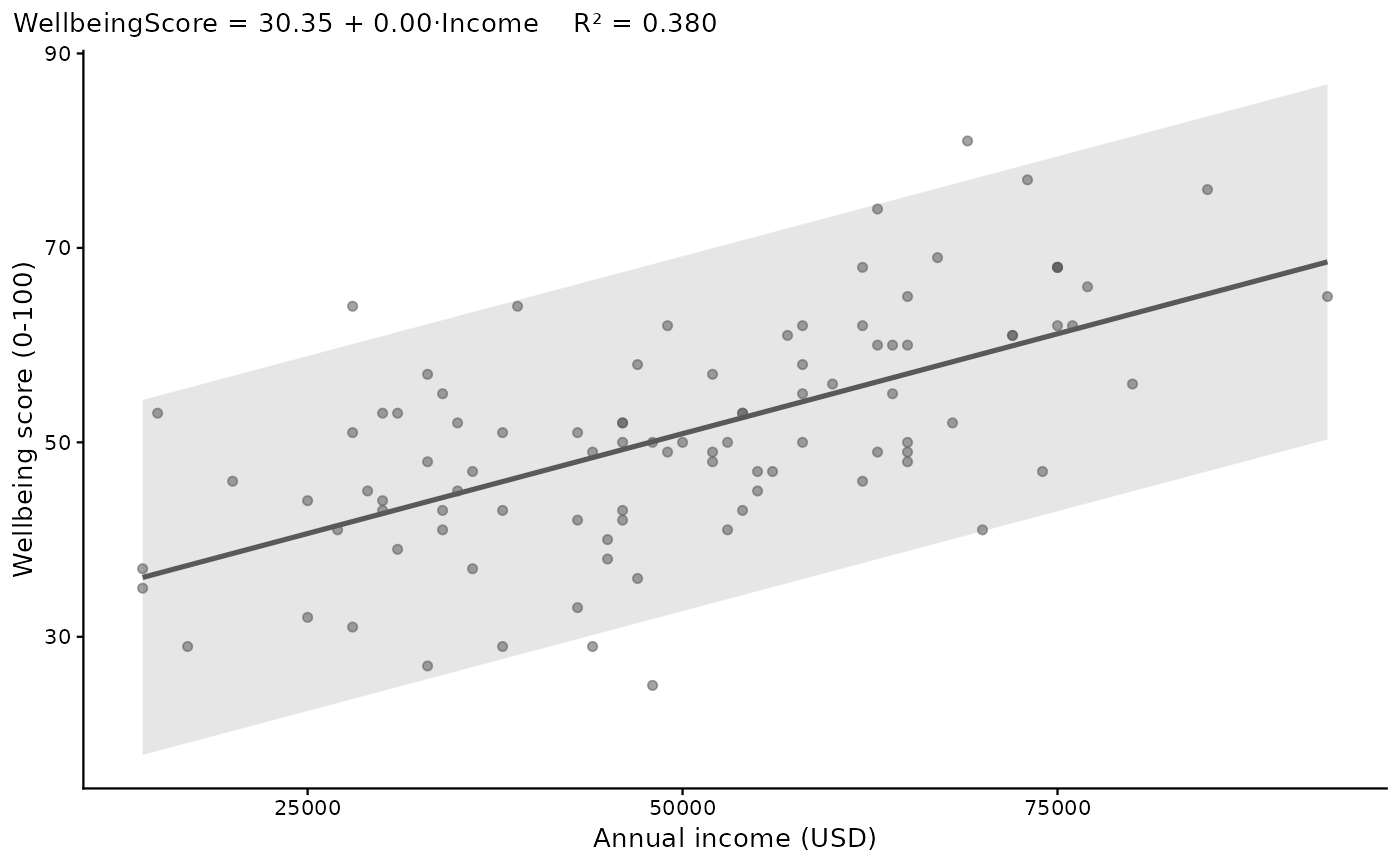 WellbeingScore = 30.35 + 0.00·Income    R² = 0.380
90
70
50
30
Wellbeing score (0-100)
25000
50000
75000
Annual income (USD)